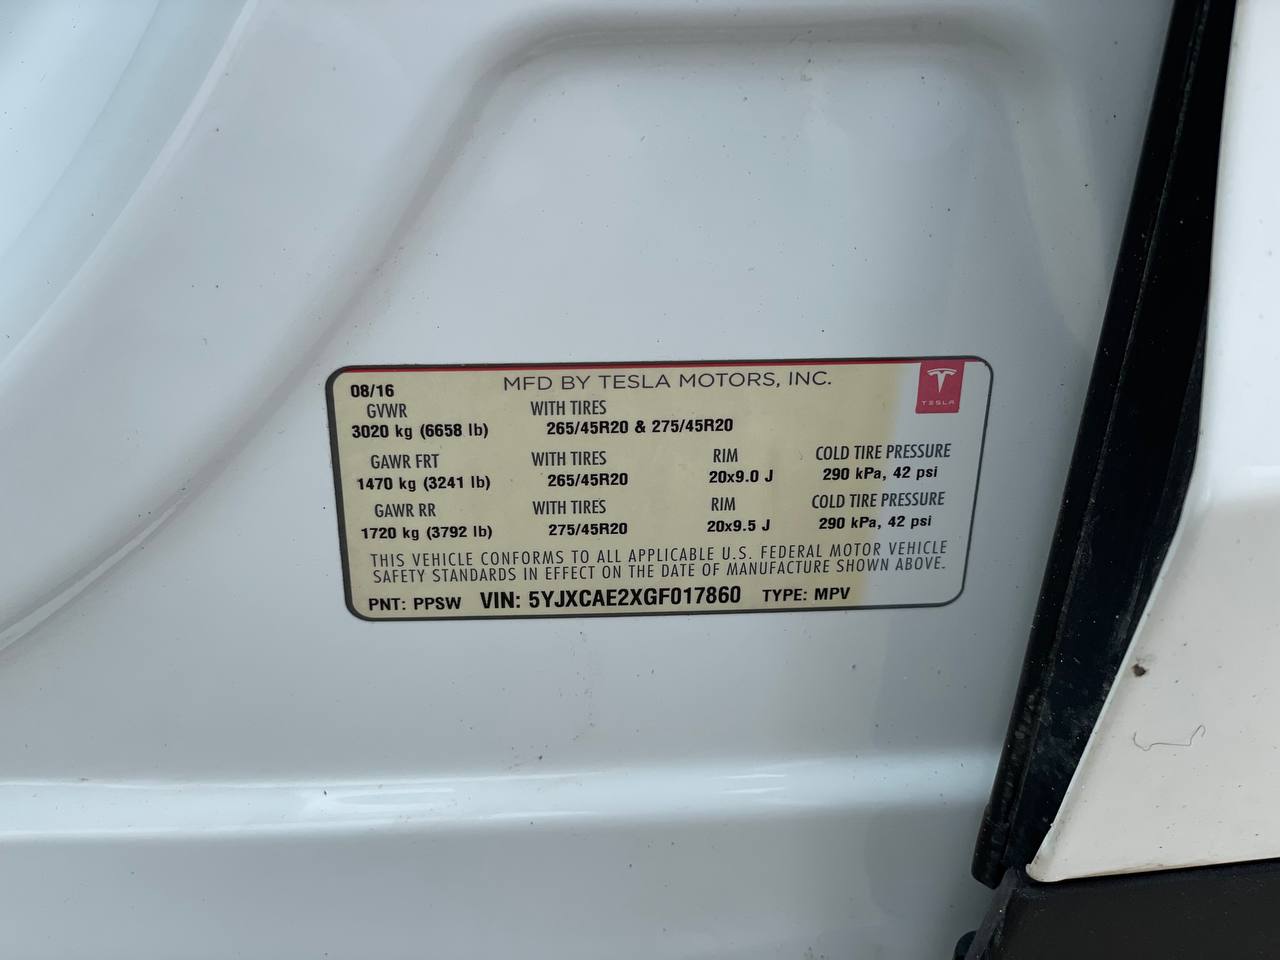 08/16 MFD BY TESLA MOTORS, INC. TESLA
GVWR WITH TIRES
3020 kg (6658 lb) 265/45R20 & 275/45R20
GAWR FRT WITH TIRES RIM COLD TIRE PRESSURE
1470 kg (3241 lb) 265/45R20 20x9.0 J 290 kPa, 42 psi
GAWR RR WITH TIRES RIM COLD TIRE PRESSURE
1720 kg (3792 lb) 275/45R20 20x9.5 J 290 kPa, 42 psi
THIS VEHICLE CONFORMS TO ALL APPLICABLE U.S. FEDERAL MOTOR VEHICLE
SAFETY STANDARDS IN EFFECT ON THE DATE OF MANUFACTURE SHOWN ABOVE.
PNT: PPSW VIN: 5YJXCAE2XGF017860 TYPE: MPV